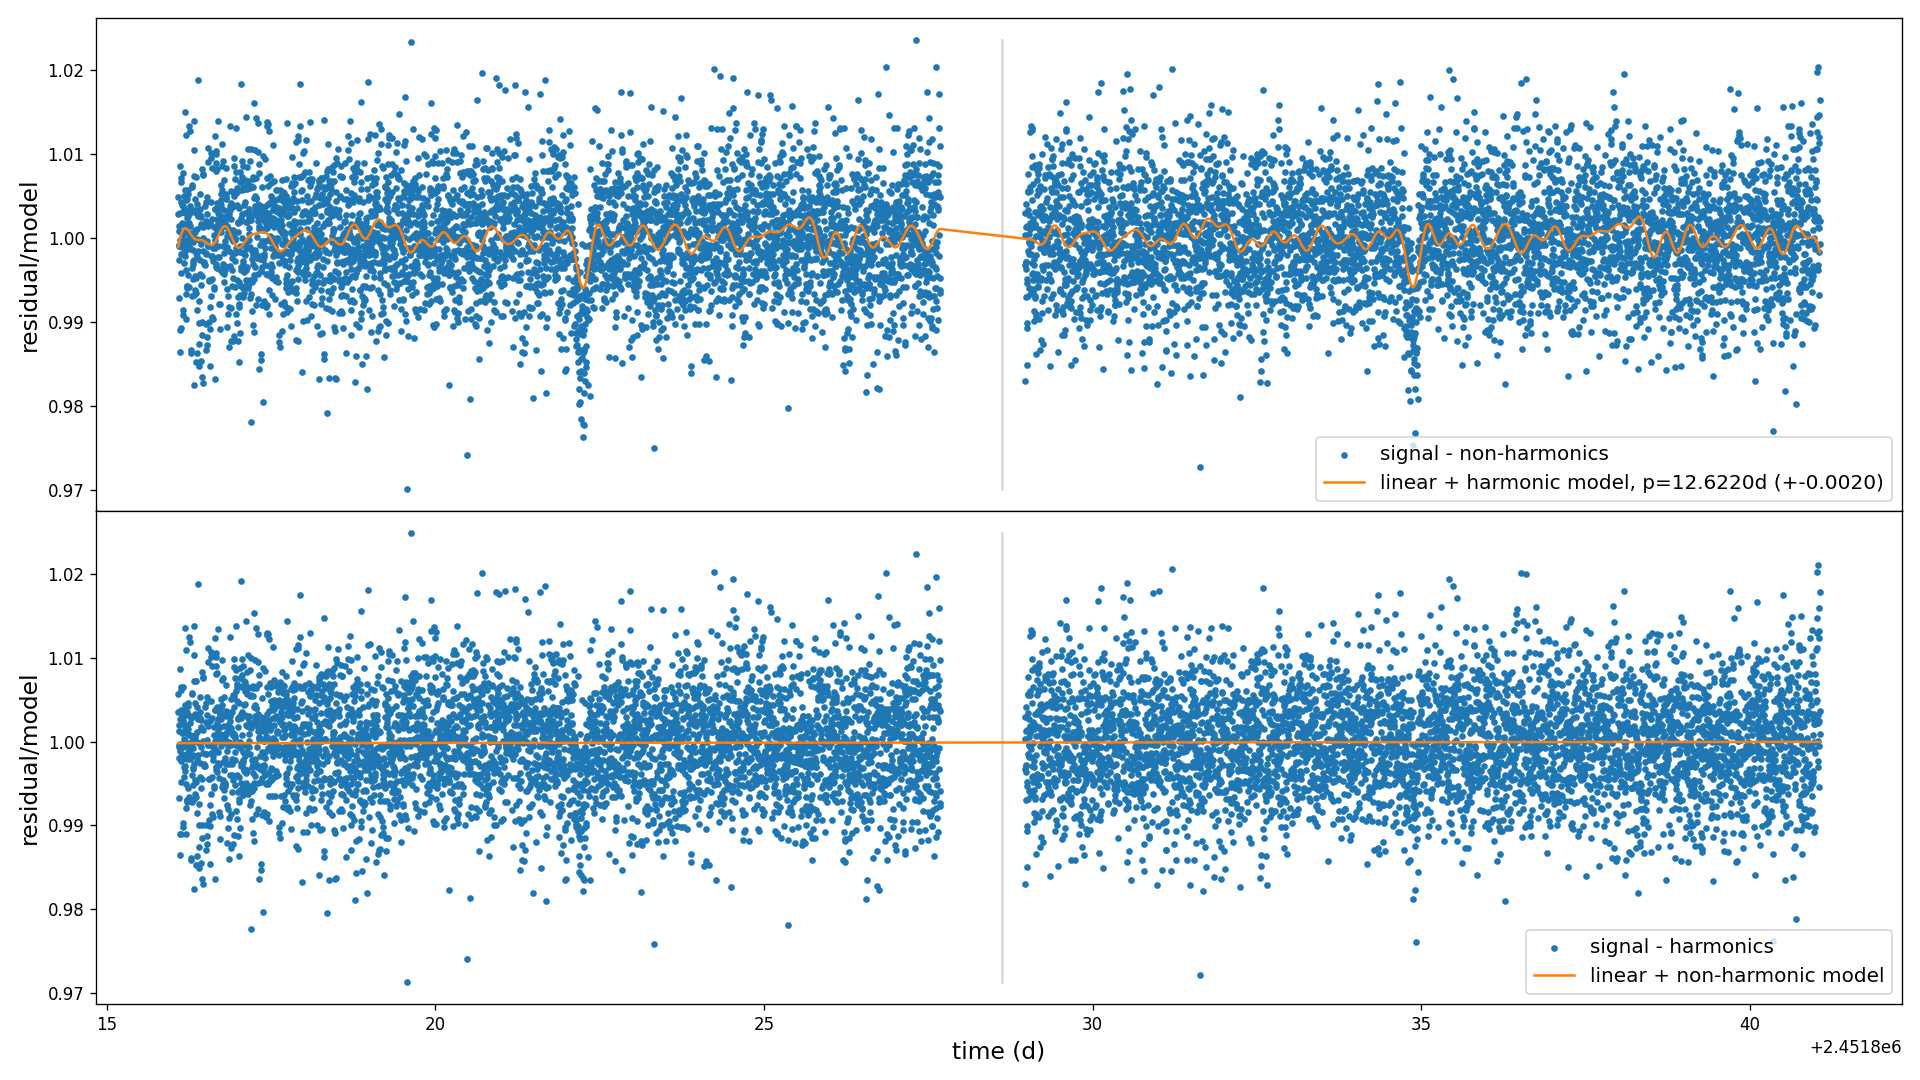 residual/model
1.02
1.01
1.00
0.99
0.98
0.97
signal - non-harmonics
linear + harmonic model, p=12.6220d (+-0.0020)
residual/model
1.02
1.01
1.00
0.99
0.98
0.97
signal - harmonics
linear + non-harmonic model
15 20 25 30 35 40
time (d)
+2.4518e6